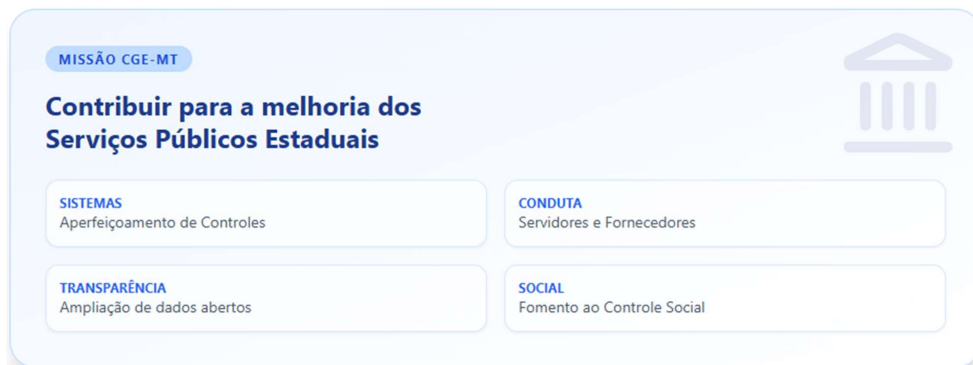 MISSÃO CGE-MT
Contribuir para a melhoria dos
Serviços Públicos Estaduais
SISTEMAS
Aperfeiçoamento de Controles
CONDUTA
Servidores e Fornecedores
TRANSPARÊNCIA
Ampliação de dados abertos
SOCIAL
Fomento ao Controle Social